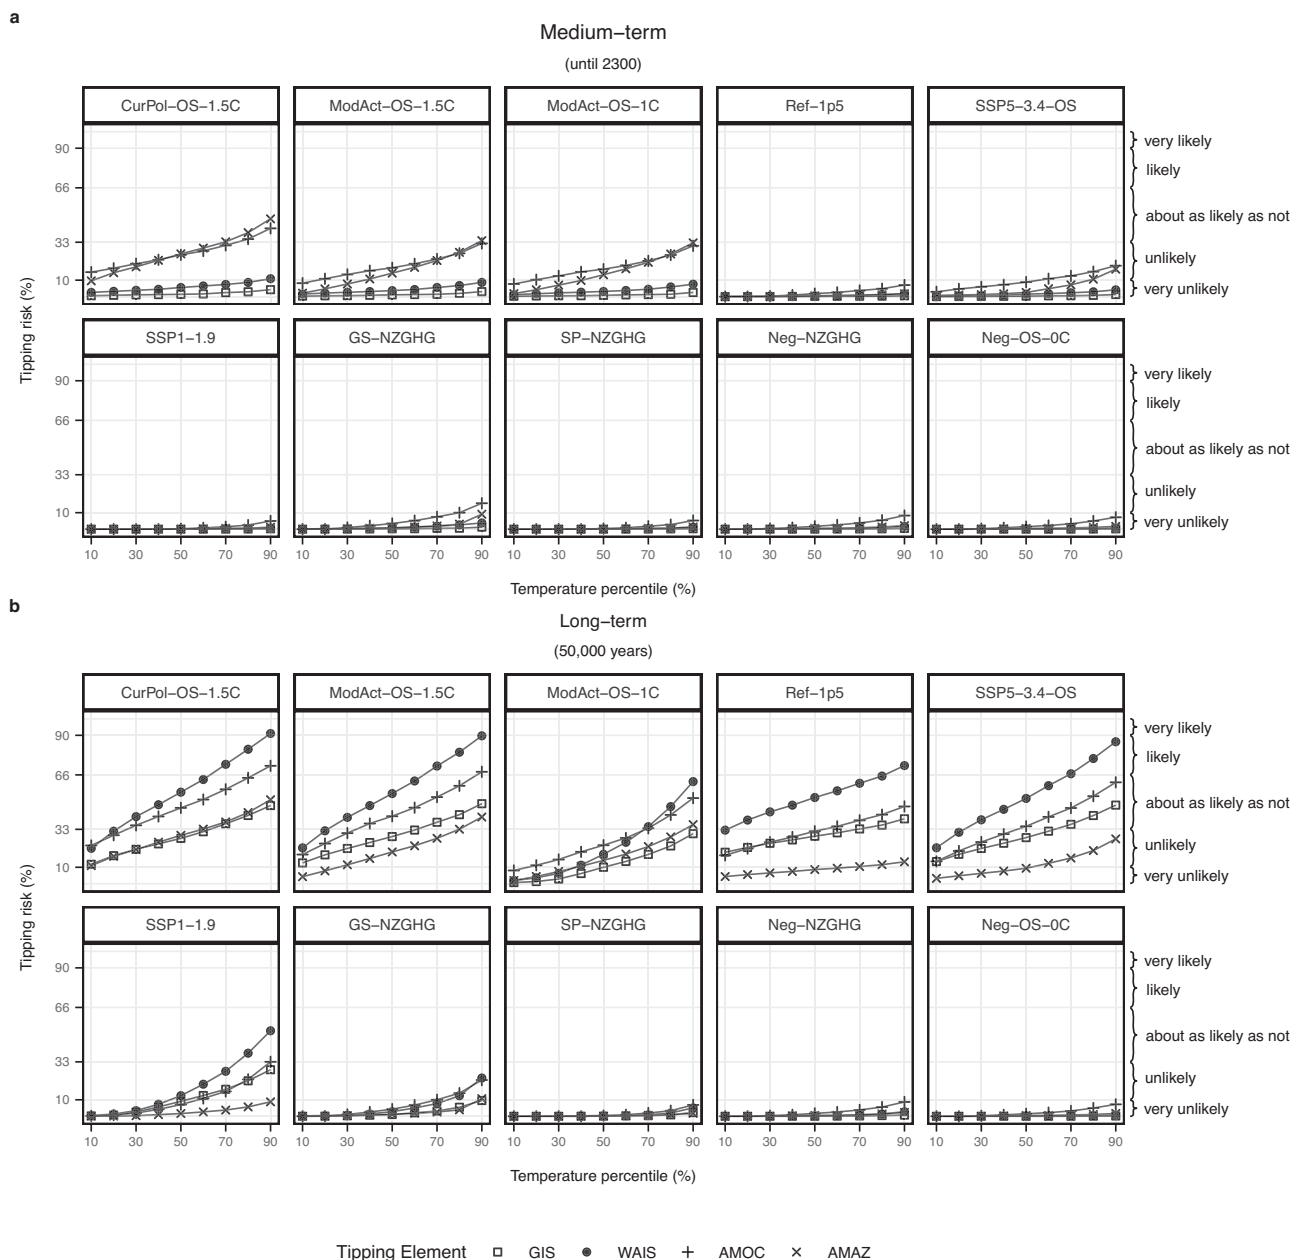 a
Medium−term
(until 2300)
CurPol−OS−1.5C ModAct−OS−1.5C ModAct−OS−1C Ref−1p5 SSP5−3.4−OS
90
66
33
10
very likely
likely
about as likely as not
unlikely
very unlikely
Tipping risk (%)
SSP1−1.9 GS−NZGHG SP−NZGHG Neg−NZGHG Neg−OS−0C
90
66
33
10
very likely
likely
about as likely as not
unlikely
very unlikely
10 30 50 70 90 10 30 50 70 90 10 30 50 70 90 10 30 50 70 90 10 30 50 70 90
Temperature percentile (%)
b
Long−term
(50,000 years)
CurPol−OS−1.5C ModAct−OS−1.5C ModAct−OS−1C Ref−1p5 SSP5−3.4−OS
90
66
33
10
very likely
likely
about as likely as not
unlikely
very unlikely
Tipping risk (%)
SSP1−1.9 GS−NZGHG SP−NZGHG Neg−NZGHG Neg−OS−0C
90
66
33
10
very likely
likely
about as likely as not
unlikely
very unlikely
10 30 50 70 90 10 30 50 70 90 10 30 50 70 90 10 30 50 70 90 10 30 50 70 90
Temperature percentile (%)
Tipping Element GIS WAIS AMOC AMAZ